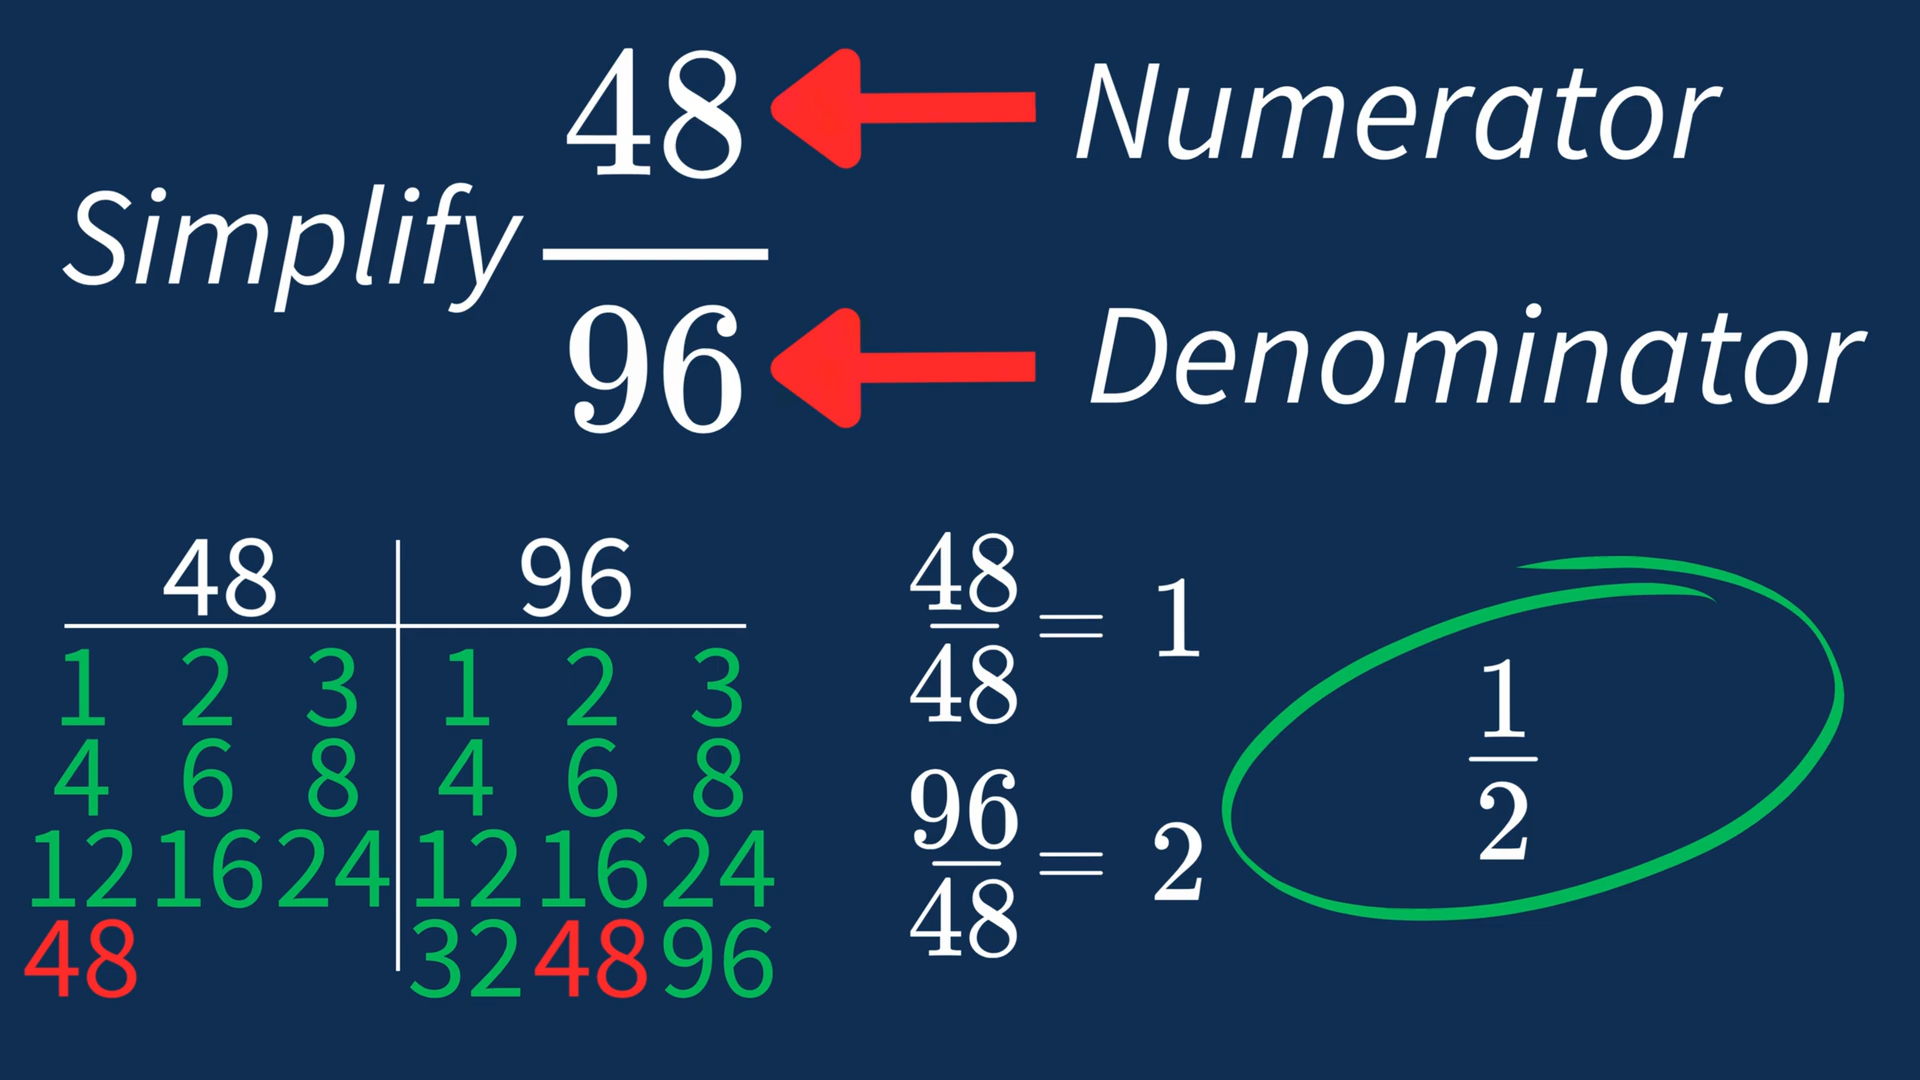 48 Numerator
Simplify
96 Denominator
48 96
1 2 3 1 2 3
4 6 8 4 6 8
12 16 24 12 16 24
48 32 48 96
48
48
= 1
96
48
= 2
1
2